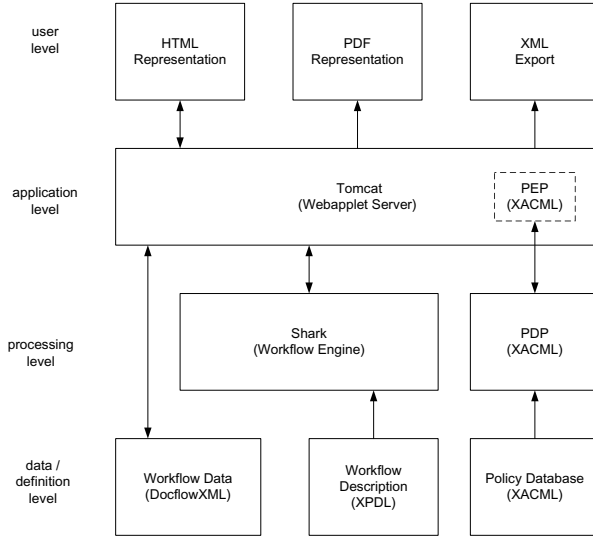 user
level
HTML
Representation
PDF
Representation
XML
Export
application
level
Tomcat
(Webapplet Server)
PEP
(XACML)
processing
level
Shark
(Workflow Engine)
PDP
(XACML)
data /
definition
level
Workflow Data
(DocflowXML)
Workflow
Description
(XPDL)
Policy Database
(XACML)